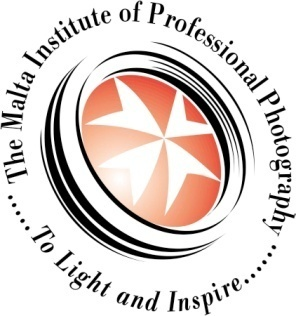 The Malta Institute of Professional Photography
......To Light and Inspire......